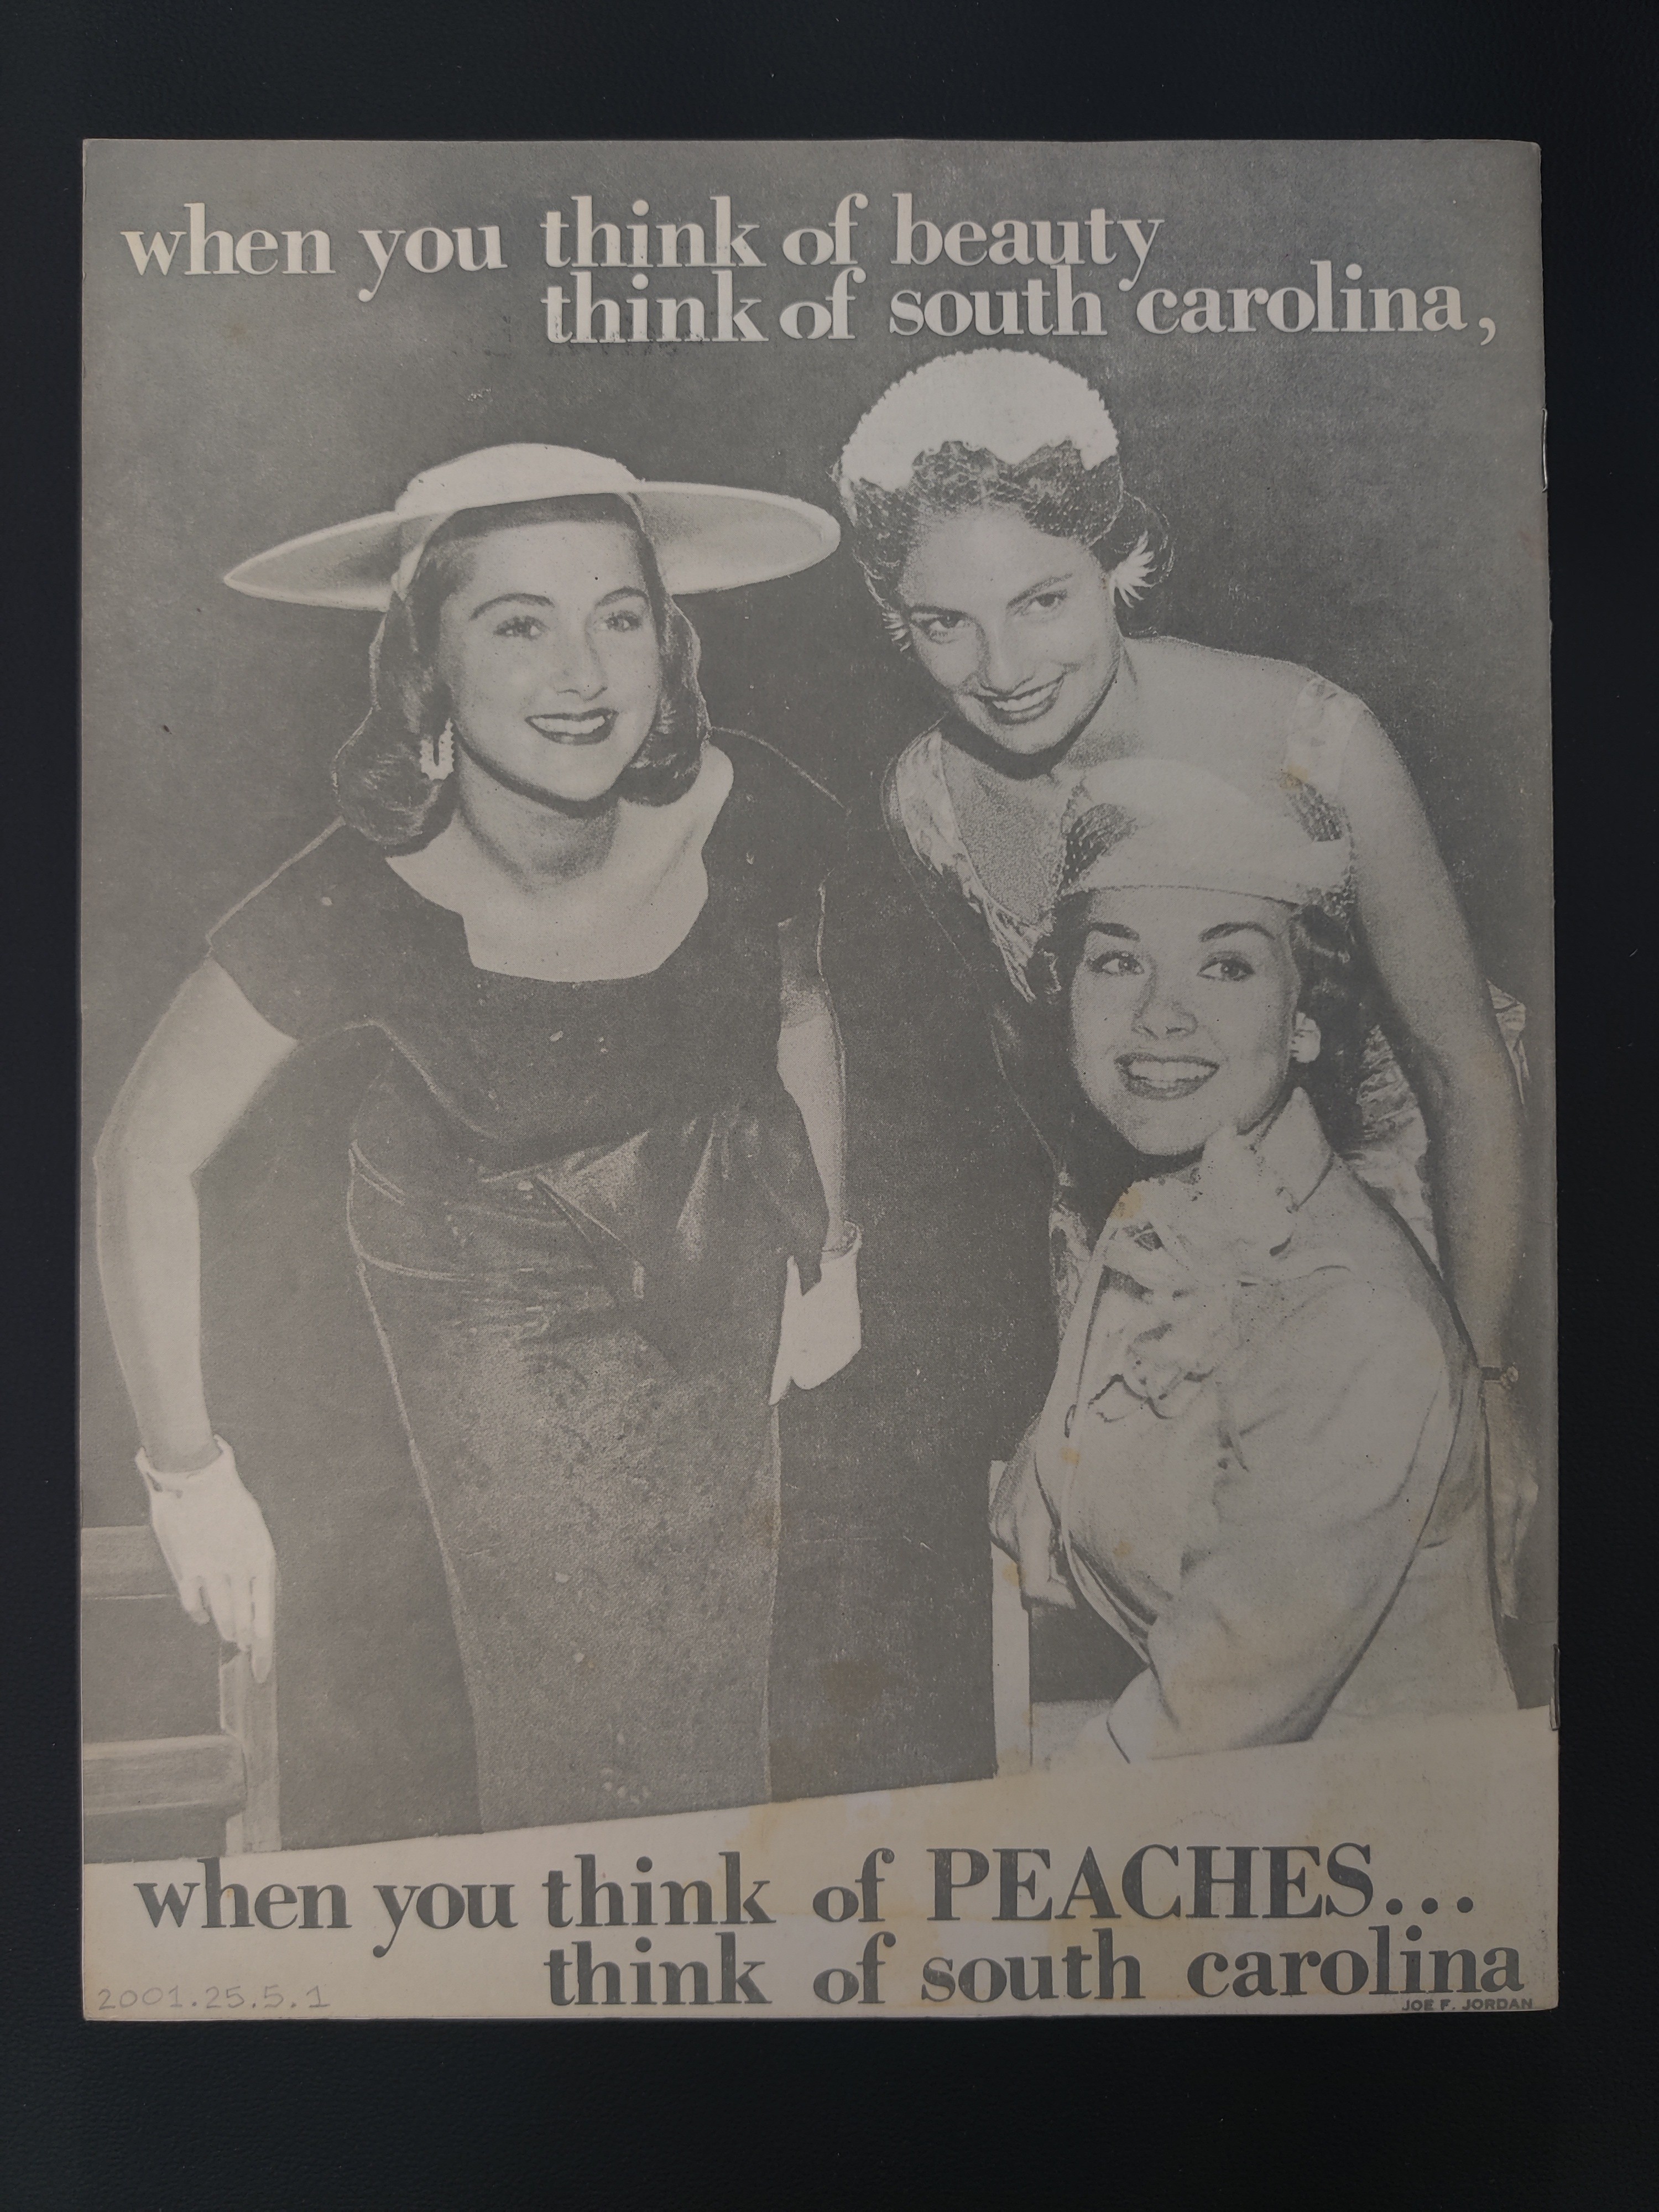 when you think of beauty
think of south carolina,
when you think of PEACHES...
think of south carolina
JOE F. JORDAN
2001.25.5.1